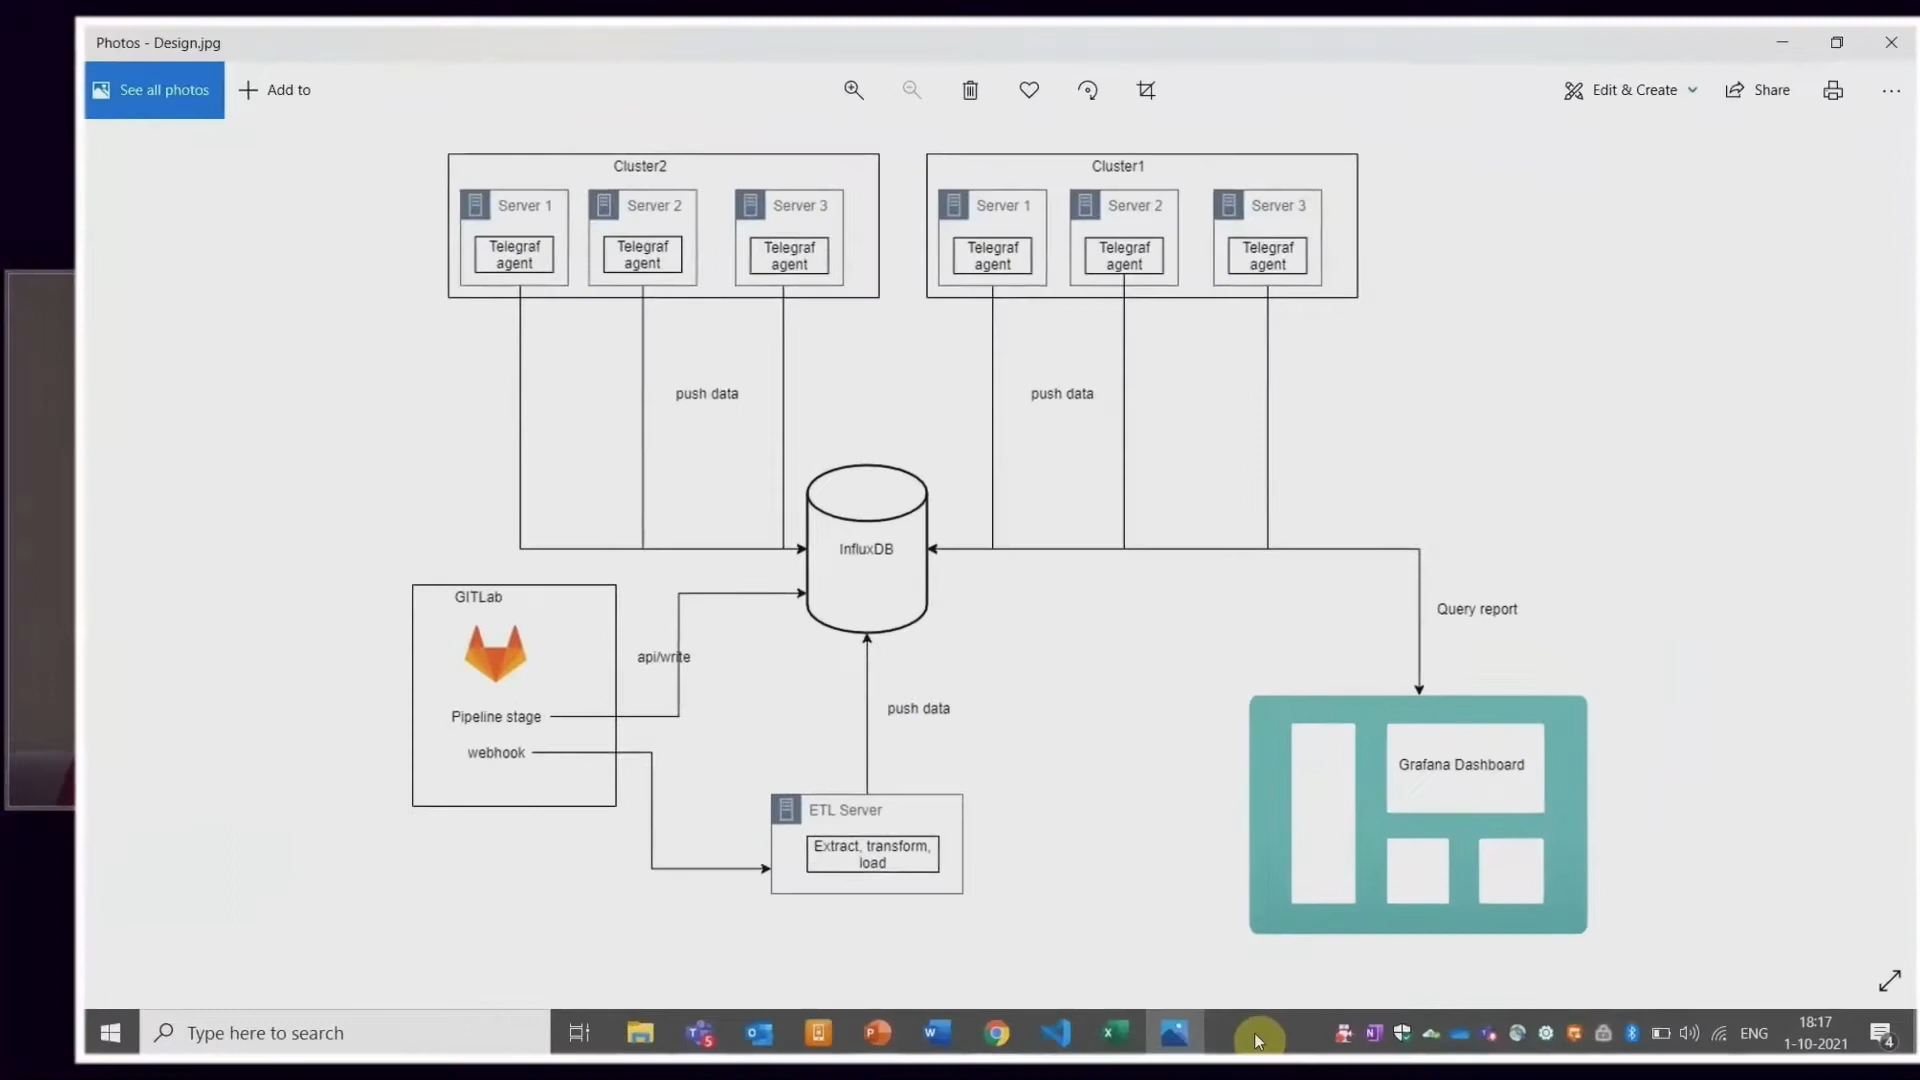 Photos - Design.jpg
See all photos
Add to
Edit & Create
Share
Cluster2
Server 1
Server 2
Server 3
Telegraf
agent
Telegraf
agent
Telegraf
agent
Cluster1
Server 1
Server 2
Server 3
Telegraf
agent
Telegraf
agent
Telegraf
agent
push data
push data
InfluxDB
GITLab
api/write
Pipeline stage
webhook
push data
Query report
ETL Server
Extract, transform,
load
Grafana Dashboard
Type here to search
5
ENG
18:17
1-10-2021
4